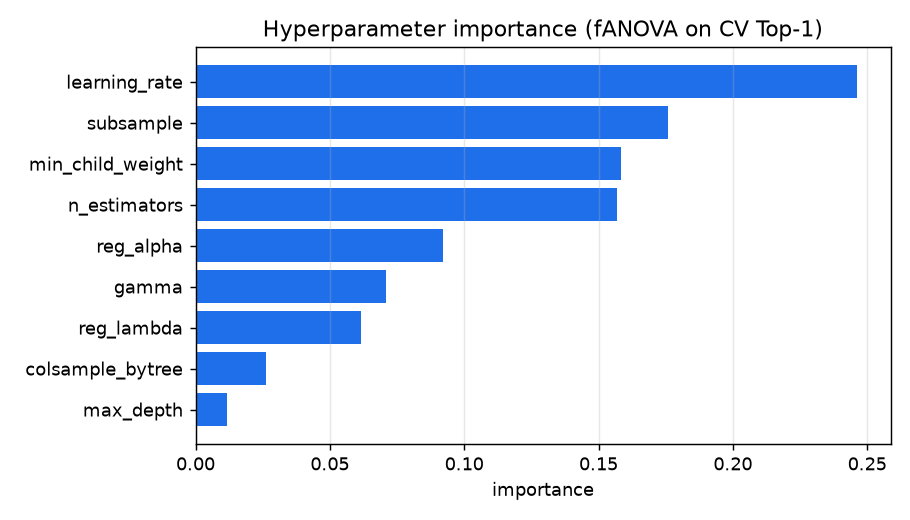 Hyperparameter importance (fANOVA on CV Top-1)
learning_rate
subsample
min_child_weight
n_estimators
reg_alpha
gamma
reg_lambda
colsample_bytree
max_depth
0.00 0.05 0.10 0.15 0.20 0.25
importance